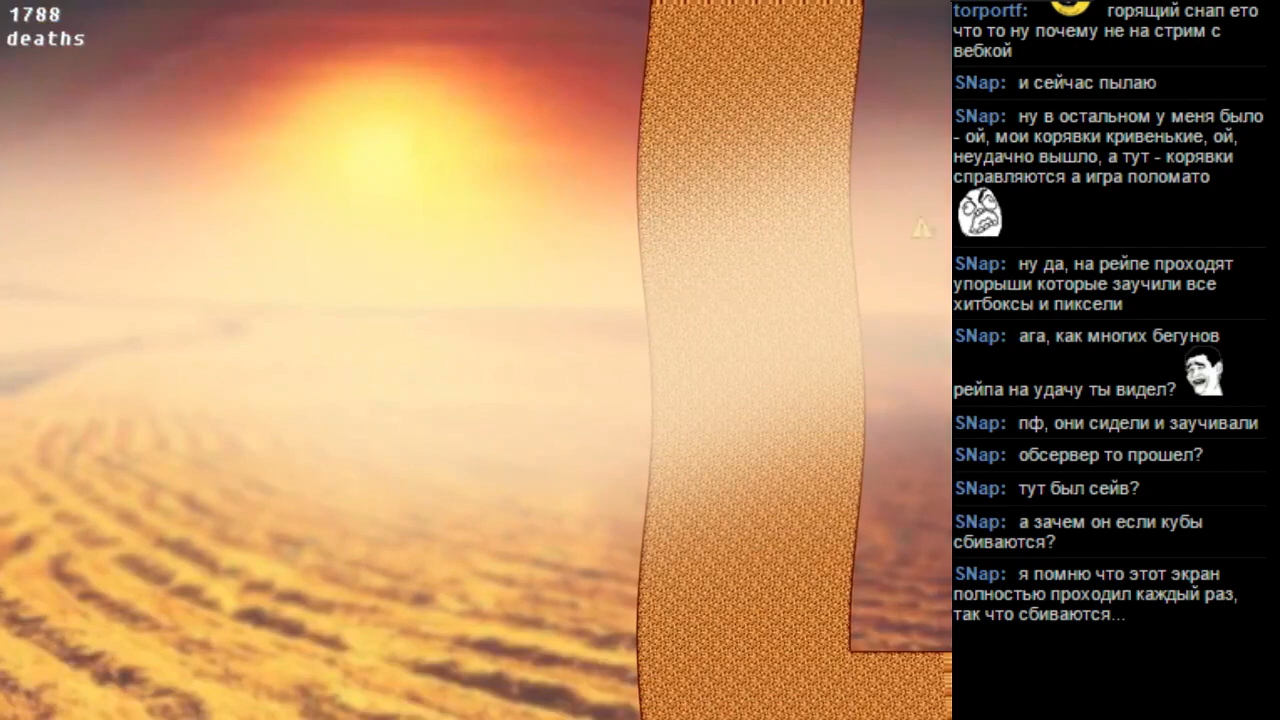 1788
deaths
torportf: горящий снап ето
что то ну почему не на стрим с
вебкой
SNap: и сейчас пылаю
SNap: ну в остальном у меня было
- ой, мои корявки кривенькие, ой,
неудачно вышло, а тут - корявки
справляются а игра поломато
SNap: ну да, на рейпе проходят
упорыши которые заучили все
хитбоксы и пиксели
SNap: ага, как многих бегунов
рейпа на удачу ты видел?
SNap: пф, они сидели и заучивали
SNap: обсервер то прошел?
SNap: тут был сейв?
SNap: а зачем он если кубы
сбиваются?
SNap: я помню что этот экран
полностью проходил каждый раз,
так что сбиваются...